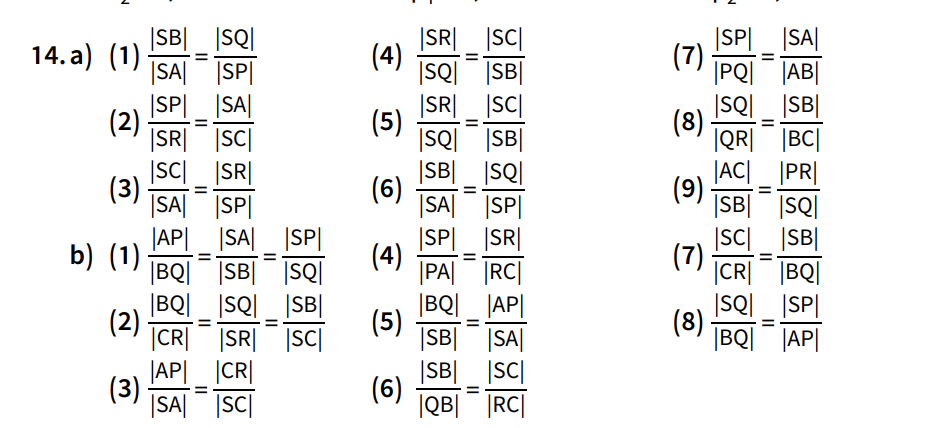 14. a) (1) |SB|/|SA| = |SQ|/|SP| (4) |SR|/|SQ| = |SC|/|SB| (7) |SP|/|PQ| = |SA|/|AB|
(2) |SP|/|SR| = |SA|/|SC| (5) |SR|/|SQ| = |SC|/|SB| (8) |SQ|/|QR| = |SB|/|BC|
(3) |SC|/|SA| = |SR|/|SP| (6) |SB|/|SA| = |SQ|/|SP| (9) |AC|/|SB| = |PR|/|SQ|
b) (1) |AP|/|BQ| = |SA|/|SB| = |SP|/|SQ| (4) |SP|/|PA| = |SR|/|RC| (7) |SC|/|CR| = |SB|/|BQ|
(2) |BQ|/|CR| = |SQ|/|SR| = |SB|/|SC| (5) |BQ|/|SB| = |AP|/|SA| (8) |SQ|/|BQ| = |SP|/|AP|
(3) |AP|/|SA| = |CR|/|SC| (6) |SB|/|QB| = |SC|/|RC|